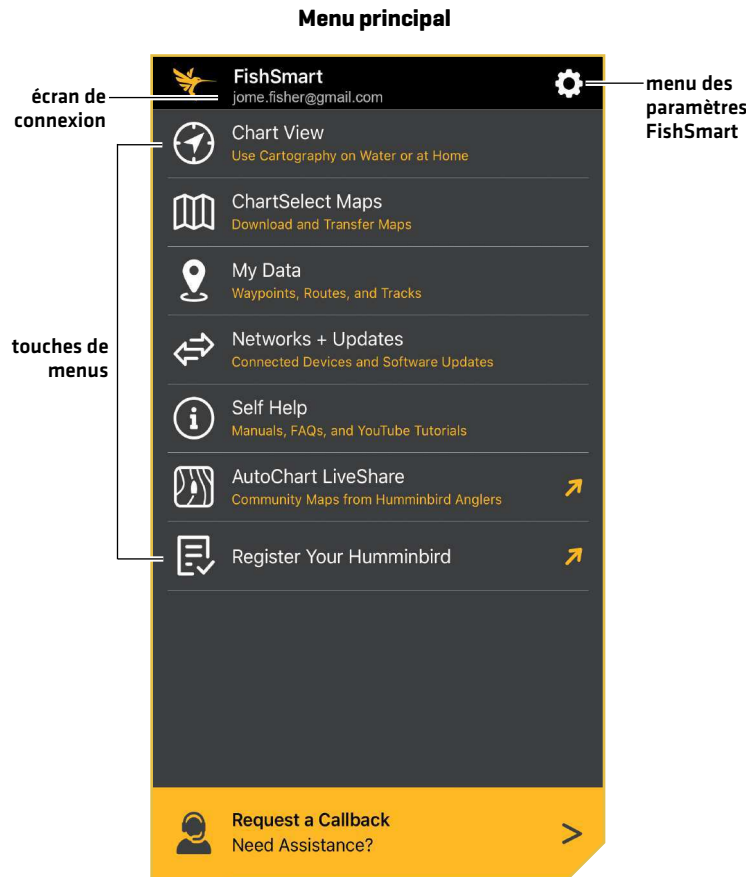 Menu principal
FishSmart
jome.fisher@gmail.com
écran de
connexion
menu des
paramètres
FishSmart
Chart View
Use Cartography on Water or at Home
ChartSelect Maps
Download and Transfer Maps
My Data
Waypoints, Routes, and Tracks
touches de
menus
Networks + Updates
Connected Devices and Software Updates
Self Help
Manuals, FAQs, and YouTube Tutorials
AutoChart LiveShare
Community Maps from Humminbird Anglers
Register Your Humminbird
Request a Callback
Need Assistance?